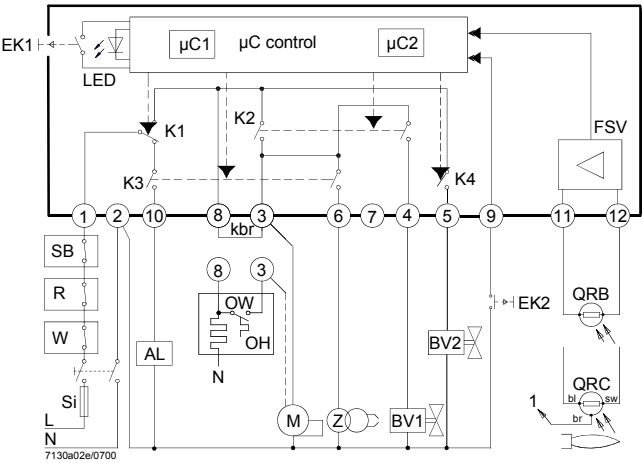 µC1
µC control
µC2
EK1
LED
FSV
K1
K2
K3
K4
1
2
10
8
3
6
7
4
5
9
11
12
kbr
SB
R
W
Si
L
N
AL
8
3
OW
OH
N
M
Z
BV1
BV2
EK2
QRB
QRC
bl
sw
br
1
7130a02e/0700